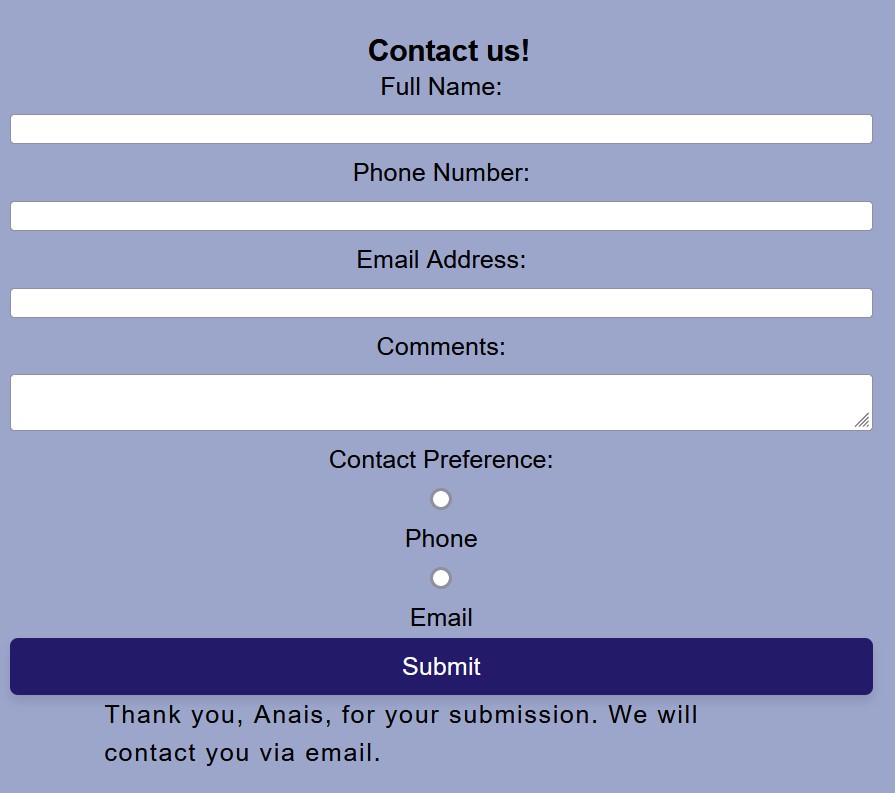 Contact us!
Full Name:
Phone Number:
Email Address:
Comments:
Contact Preference:
Phone
Email
Submit
Thank you, Anais, for your submission. We will
contact you via email.